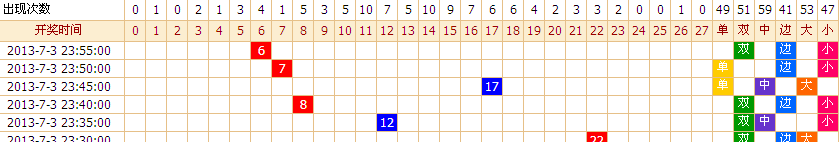 出现次数 0 1 0 2 3 1 3 9 5 3 5 10 10 7 5 10 9 7 6 6 4 2 3 2 0 0 0 0 49 51 59 41 53 47
开奖时间 0 1 2 3 4 5 6 7 8 9 10 11 12 13 14 15 16 17 18 19 20 21 22 23 24 25 26 27 单 双 中 边 大 小
2013-7-3 23:55:00 6 双 边 小
2013-7-3 23:50:00 7 单 边 小
2013-7-3 23:45:00 17 单 中 大
2013-7-3 23:40:00 8 双 边 小
2013-7-3 23:35:00 12 双 中 小
2013-7-3 23:30:00 22 双 边 大